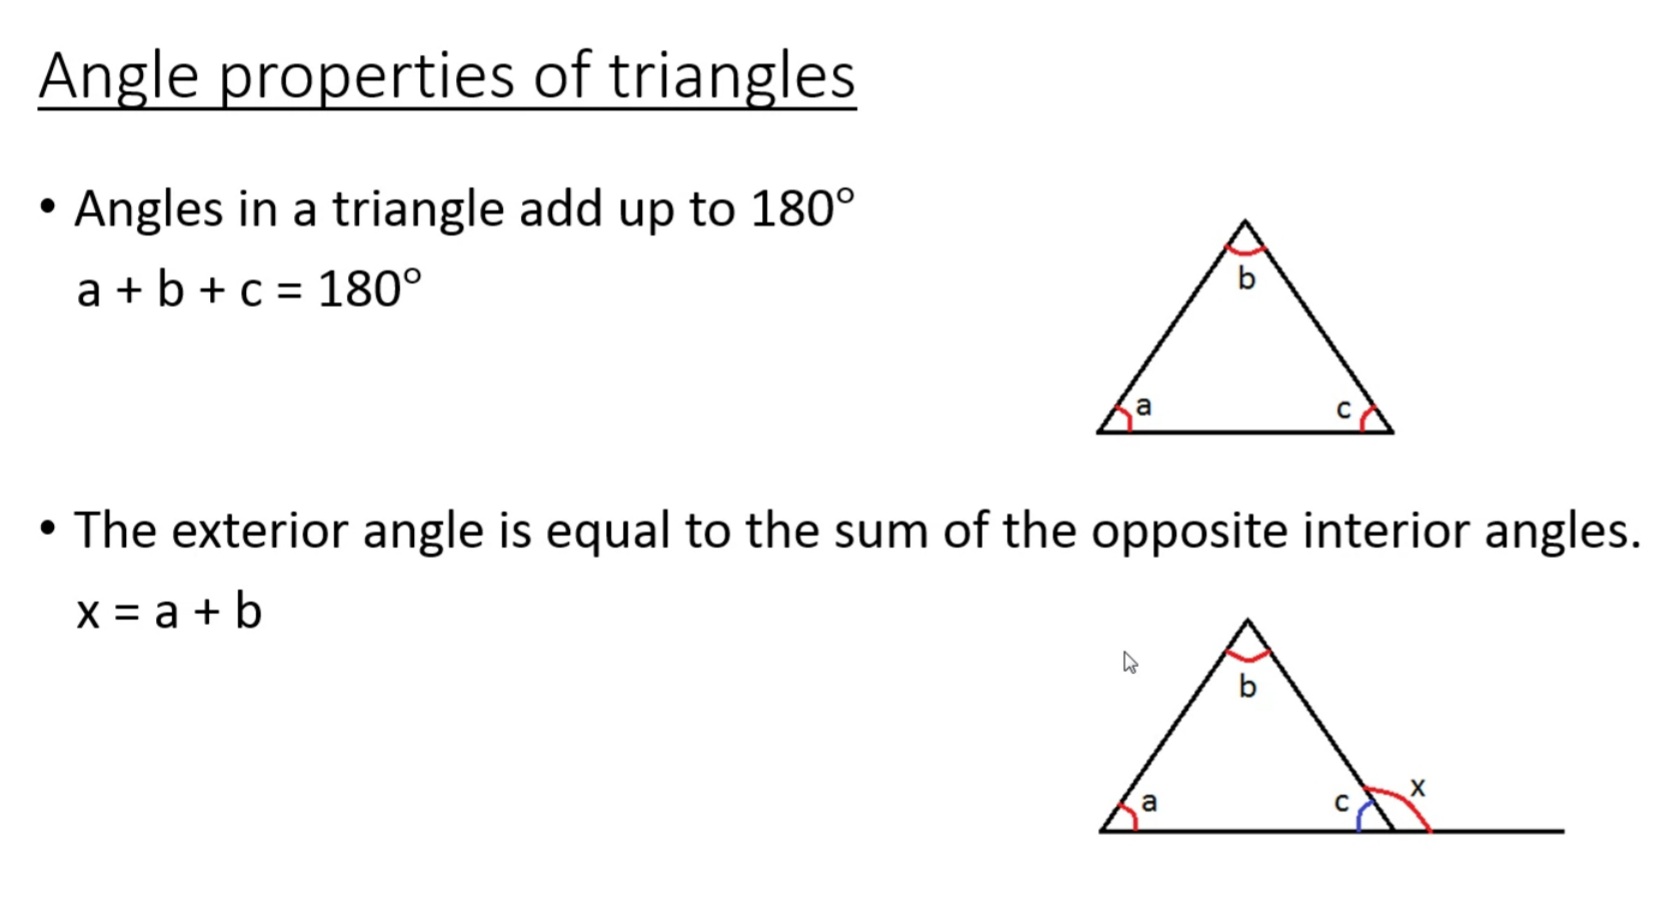 Angle properties of triangles
• Angles in a triangle add up to 180°
a + b + c = 180°
b
a
c
• The exterior angle is equal to the sum of the opposite interior angles.
x = a + b
b
a
c
x